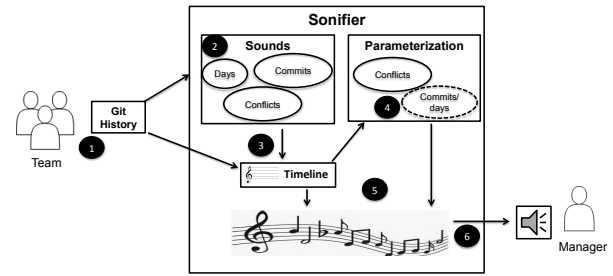 Sonifier
2
Sounds
Days
Commits
Conflicts
Parameterization
Conflicts
4
Commits/
days
Git
History
Team
1
3
Timeline
5
6
Manager